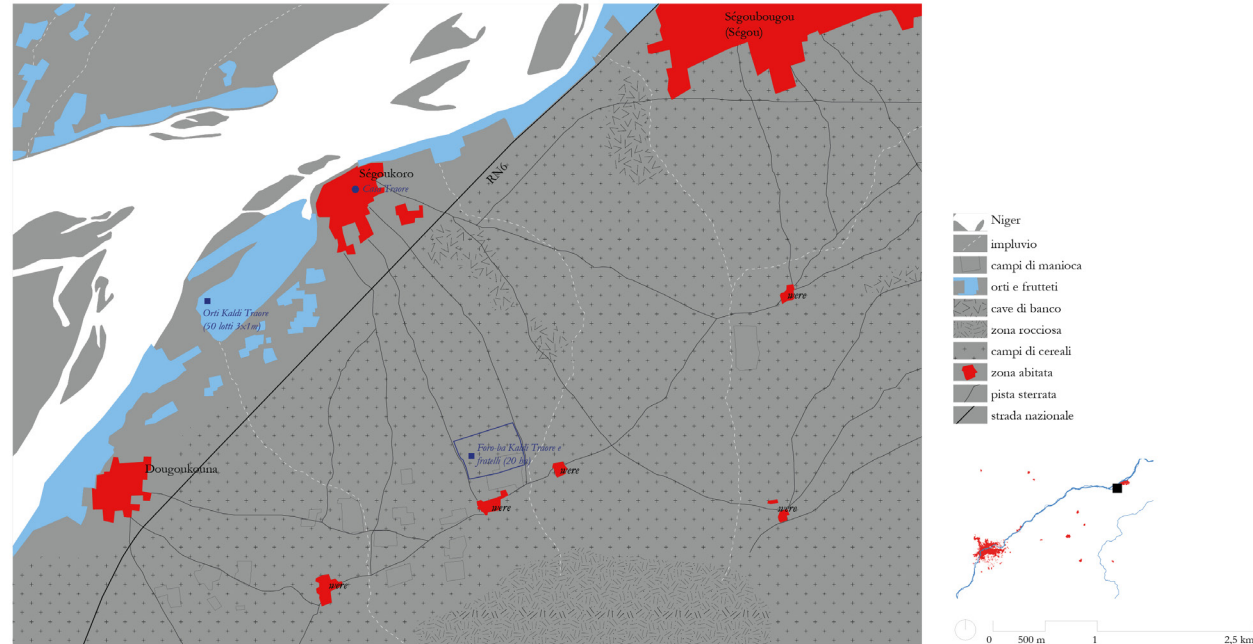 Ségoubougou
(Ségou)
Ségoukoro
RN6
Orti Kaldi Traore
(50 lotti 3x1m)
were
Foro-ba Kaldi Traore e
fratelli (20 ha)
Dougoukouna
were
were
were
were
Niger
impluvio
campi di manioca
orti e frutteti
cave di banco
zona rocciosa
campi di cereali
zona abitata
pista sterrata
strada nazionale
0 500 m 1 2,5 km